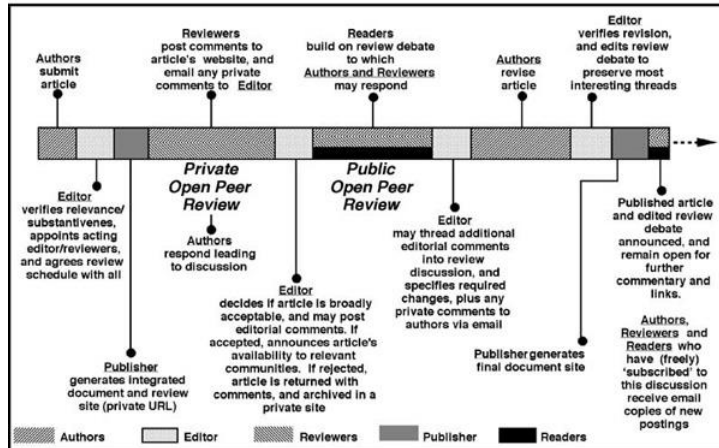 Authors
submit
article
Reviewers
post comments to
article's website, and
email any private
comments to Editor
Readers
build on review debate
to which
Authors and Reviewers
may respond
Authors
revise
article
Editor
verifies revision,
and edits review
debate to
preserve most
interesting threads
Private
Open Peer
Review
Public
Open Peer
Review
Editor
verifies relevance/
substantivenes,
appoints acting
editor/reviewers,
and agrees review
schedule with all
Authors
respond leading
to discussion
Editor
may thread additional
editorial comments
into review
discussion, and
specifies required
changes, plus any
private comments to
authors via email
Published article
and edited review
debate
announced, and
remain open for
further
commentary and
links.
Editor
decides if article is broadly
acceptable, and may post
editorial comments. If
accepted, announces article's
availability to relevant
communities. If rejected,
article is returned with
comments, and archived in a
private site
Publisher
generates integrated
document and review
site (private URL)
Publisher generates
final document site
Authors,
Reviewers and
Readers who
have (freely)
'subscribed' to
this discussion
receive email
copies of new
postings
Authors
Editor
Reviewers
Publisher
Readers